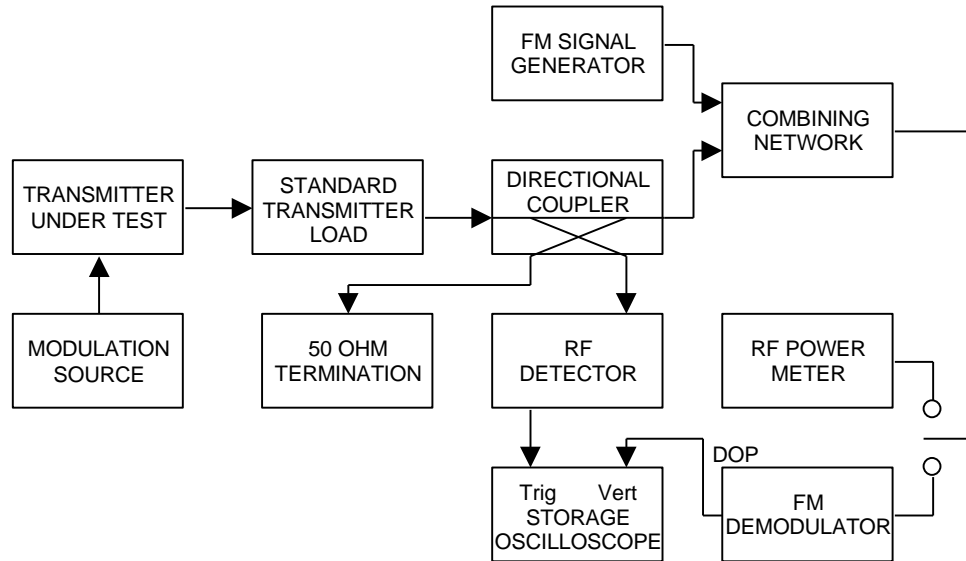 FM SIGNAL
GENERATOR
COMBINING
NETWORK
TRANSMITTER
UNDER TEST
STANDARD
TRANSMITTER
LOAD
DIRECTIONAL
COUPLER
MODULATION
SOURCE
50 OHM
TERMINATION
RF
DETECTOR
RF POWER
METER
DOP
Trig Vert
STORAGE
OSCILLOSCOPE
FM
DEMODULATOR